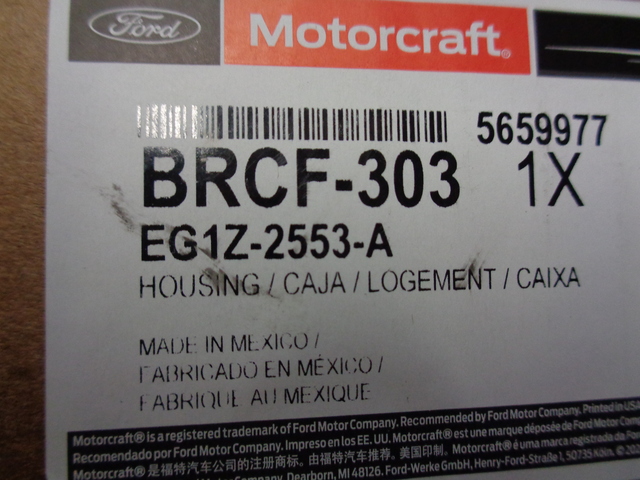 Ford Motorcraft®
5659977
BRCF-303 1X
EG1Z-2553-A
HOUSING / CAJA / LOGEMENT / CAIXA
MADE IN MEXICO /
FABRICADO EN MÉXICO /
FABRIQUE AU MEXIQUE
Motorcraft® is a registered trademark of Ford Motor Company. Recommended by Ford Motor Company. Printed in USA
Recomendado por Ford Motor Company. Impreso en los EE. UU. Motorcraft® est une marque déposée de Ford Motor
Motorcraft®是福特汽车公司的注册商标。由福特汽车推荐。美国印制。Motorcraft® é uma marca registrada da Ford
Motor Company, Dearborn, MI 48126. Ford-Werke GmbH, Henry-Ford-Straße 1, 50735 Köln. ©